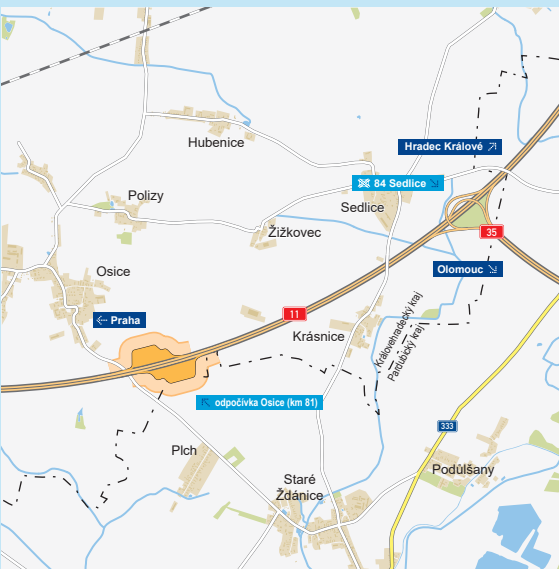 Hubenice
Hradec Králové
84 Sedlice
Polizy
Sedlice
Žižkovec
35
Osice
Olomouc
11
Praha
Krásnice
Královehradecký kraj
Pardubický kraj
odpočívka Osice (km 81)
333
Plch
Podůlšany
Staré
Ždánice